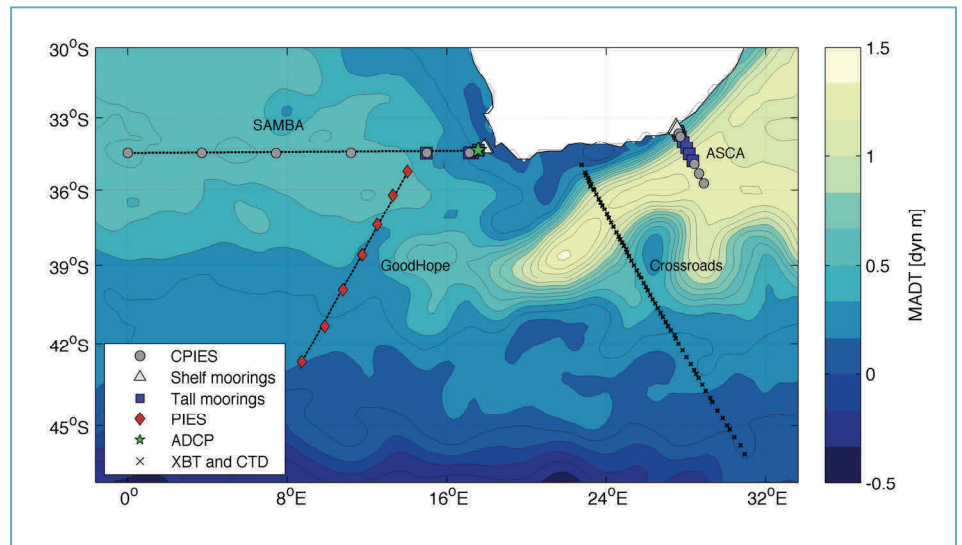 30°S
33°S
36°S
39°S
42°S
45°S
0°
8°E
16°E
24°E
32°E
SAMBA
ASCA
GoodHope
Crossroads
CPIES
Shelf moorings
Tall moorings
PIES
ADCP
XBT and CTD
1.5
1
0.5
0
-0.5
MADT [dyn m]